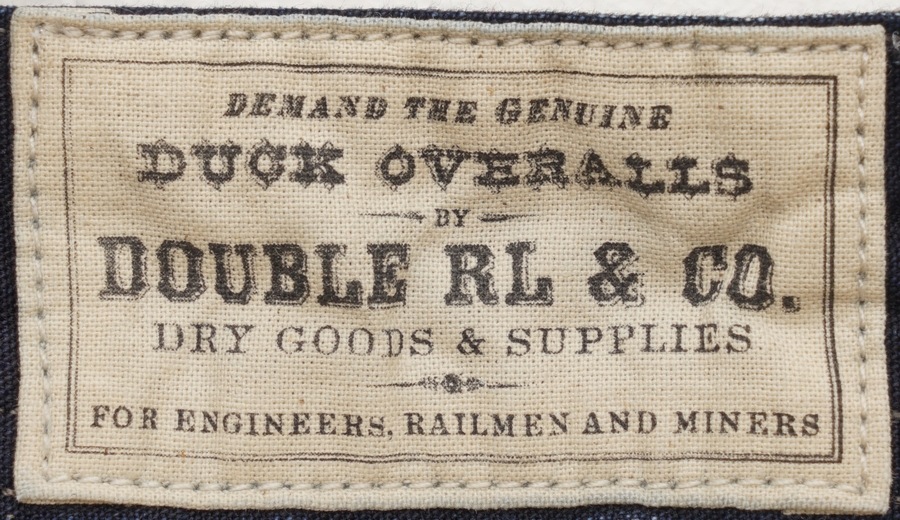 DEMAND THE GENUINE
DUCK OVERALLS
BY
DOUBLE RL & CO.
DRY GOODS & SUPPLIES
FOR ENGINEERS, RAILMEN AND MINERS